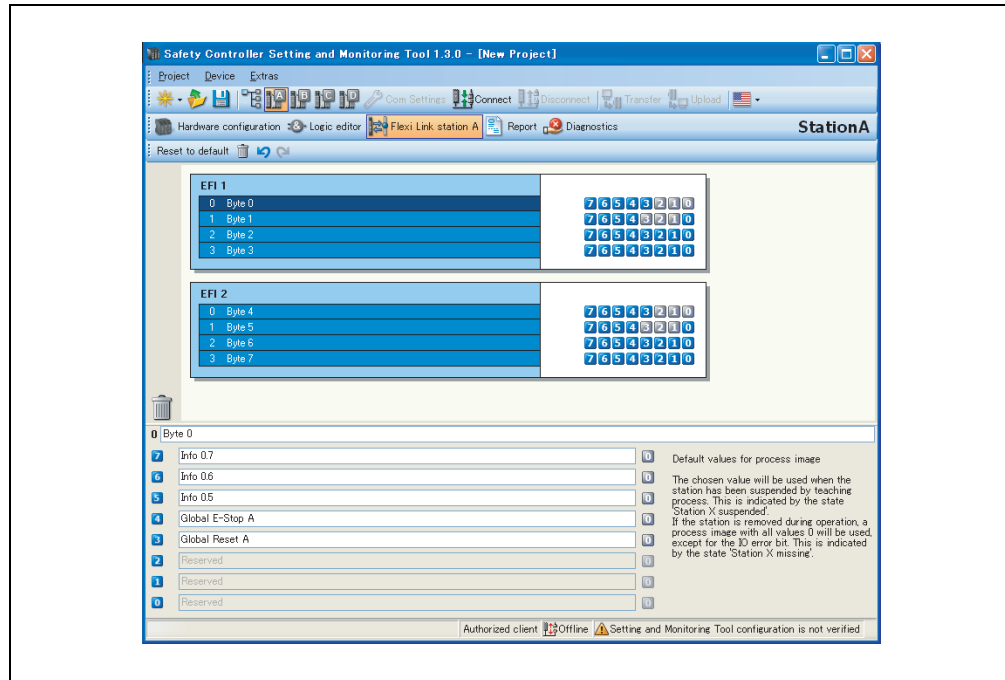 Safety Controller Setting and Monitoring Tool 1.3.0 - [New Project]
Project Device Extras
A B C D Com Settings Connect Disconnect Transfer Upload
Hardware configuration Logic editor Flexi Link station A Report Diagnostics StationA
Reset to default
EFI 1
0 Byte 0 7 6 5 4 3 2 1 0
1 Byte 1 7 6 5 4 3 2 1 0
2 Byte 2 7 6 5 4 3 2 1 0
3 Byte 3 7 6 5 4 3 2 1 0
EFI 2
0 Byte 4 7 6 5 4 3 2 1 0
1 Byte 5 7 6 5 4 3 2 1 0
2 Byte 6 7 6 5 4 3 2 1 0
3 Byte 7 7 6 5 4 3 2 1 0
0 Byte 0
7 Info 0.7 0
6 Info 0.6 0
5 Info 0.5 0
4 Global E-Stop A 0
3 Global Reset A 0
2 Reserved 0
1 Reserved 0
0 Reserved 0
Default values for process image
The chosen value will be used when the
station has been suspended by teaching
process. This is indicated by the state
'Station X suspended'.
If the station is removed during operation, a
process image with all values 0 will be used,
except for the IO error bit. This is indicated
by the state 'Station X missing'.
Authorized client Offline Setting and Monitoring Tool configuration is not verified